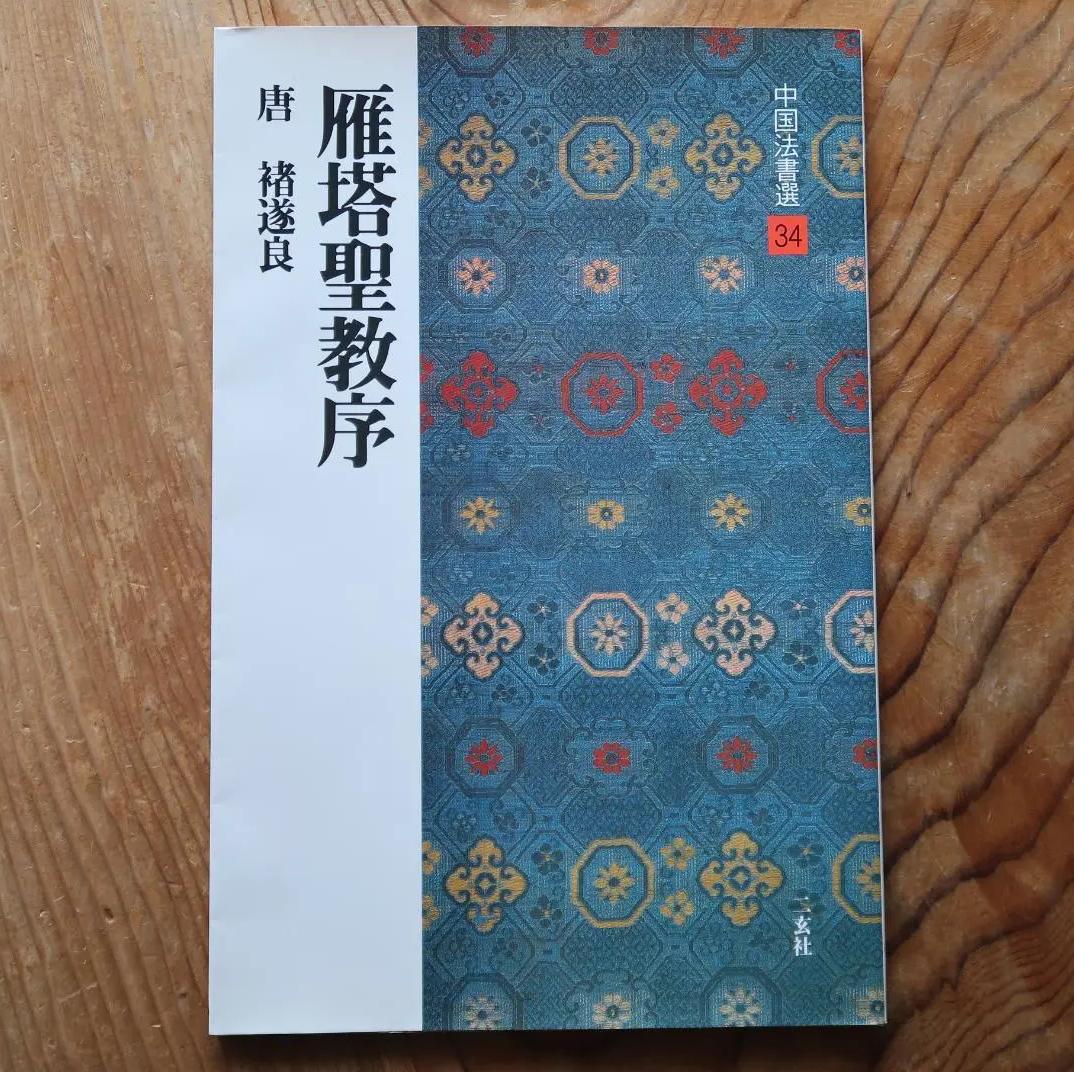 中国法書選
34
雁塔聖教序
唐 褚遂良
二玄社